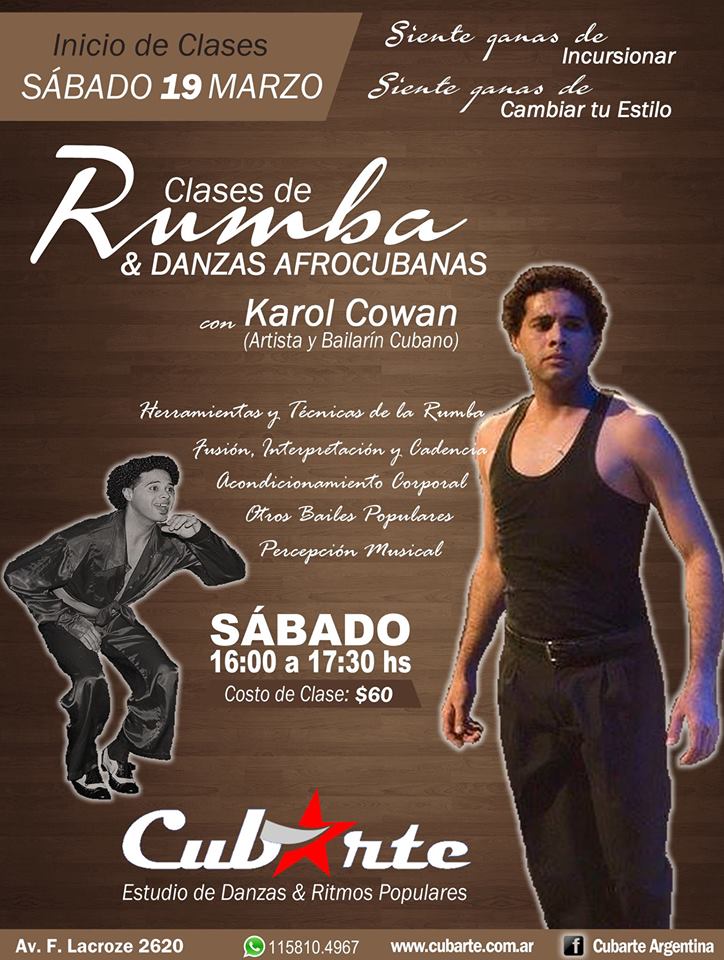 Inicio de Clases
SÁBADO 19 MARZO
Siente ganas de
Incursionar
Siente ganas de
Cambiar tu Estilo
Clases de
Rumba
& DANZAS AFROCUBANAS
con Karol Cowan
(Artista y Bailarín Cubano)
Herramientas y Técnicas de la Rumba
Fusión, Interpretación y Cadencia
Acondicionamiento Corporal
Otros Bailes Populares
Percepción Musical
SÁBADO
16:00 a 17:30 hs
Costo de Clase: $60
Cubarte
Estudio de Danzas & Ritmos Populares
Av. F. Lacroze 2620 115810.4967 www.cubarte.com.ar Cubarte Argentina